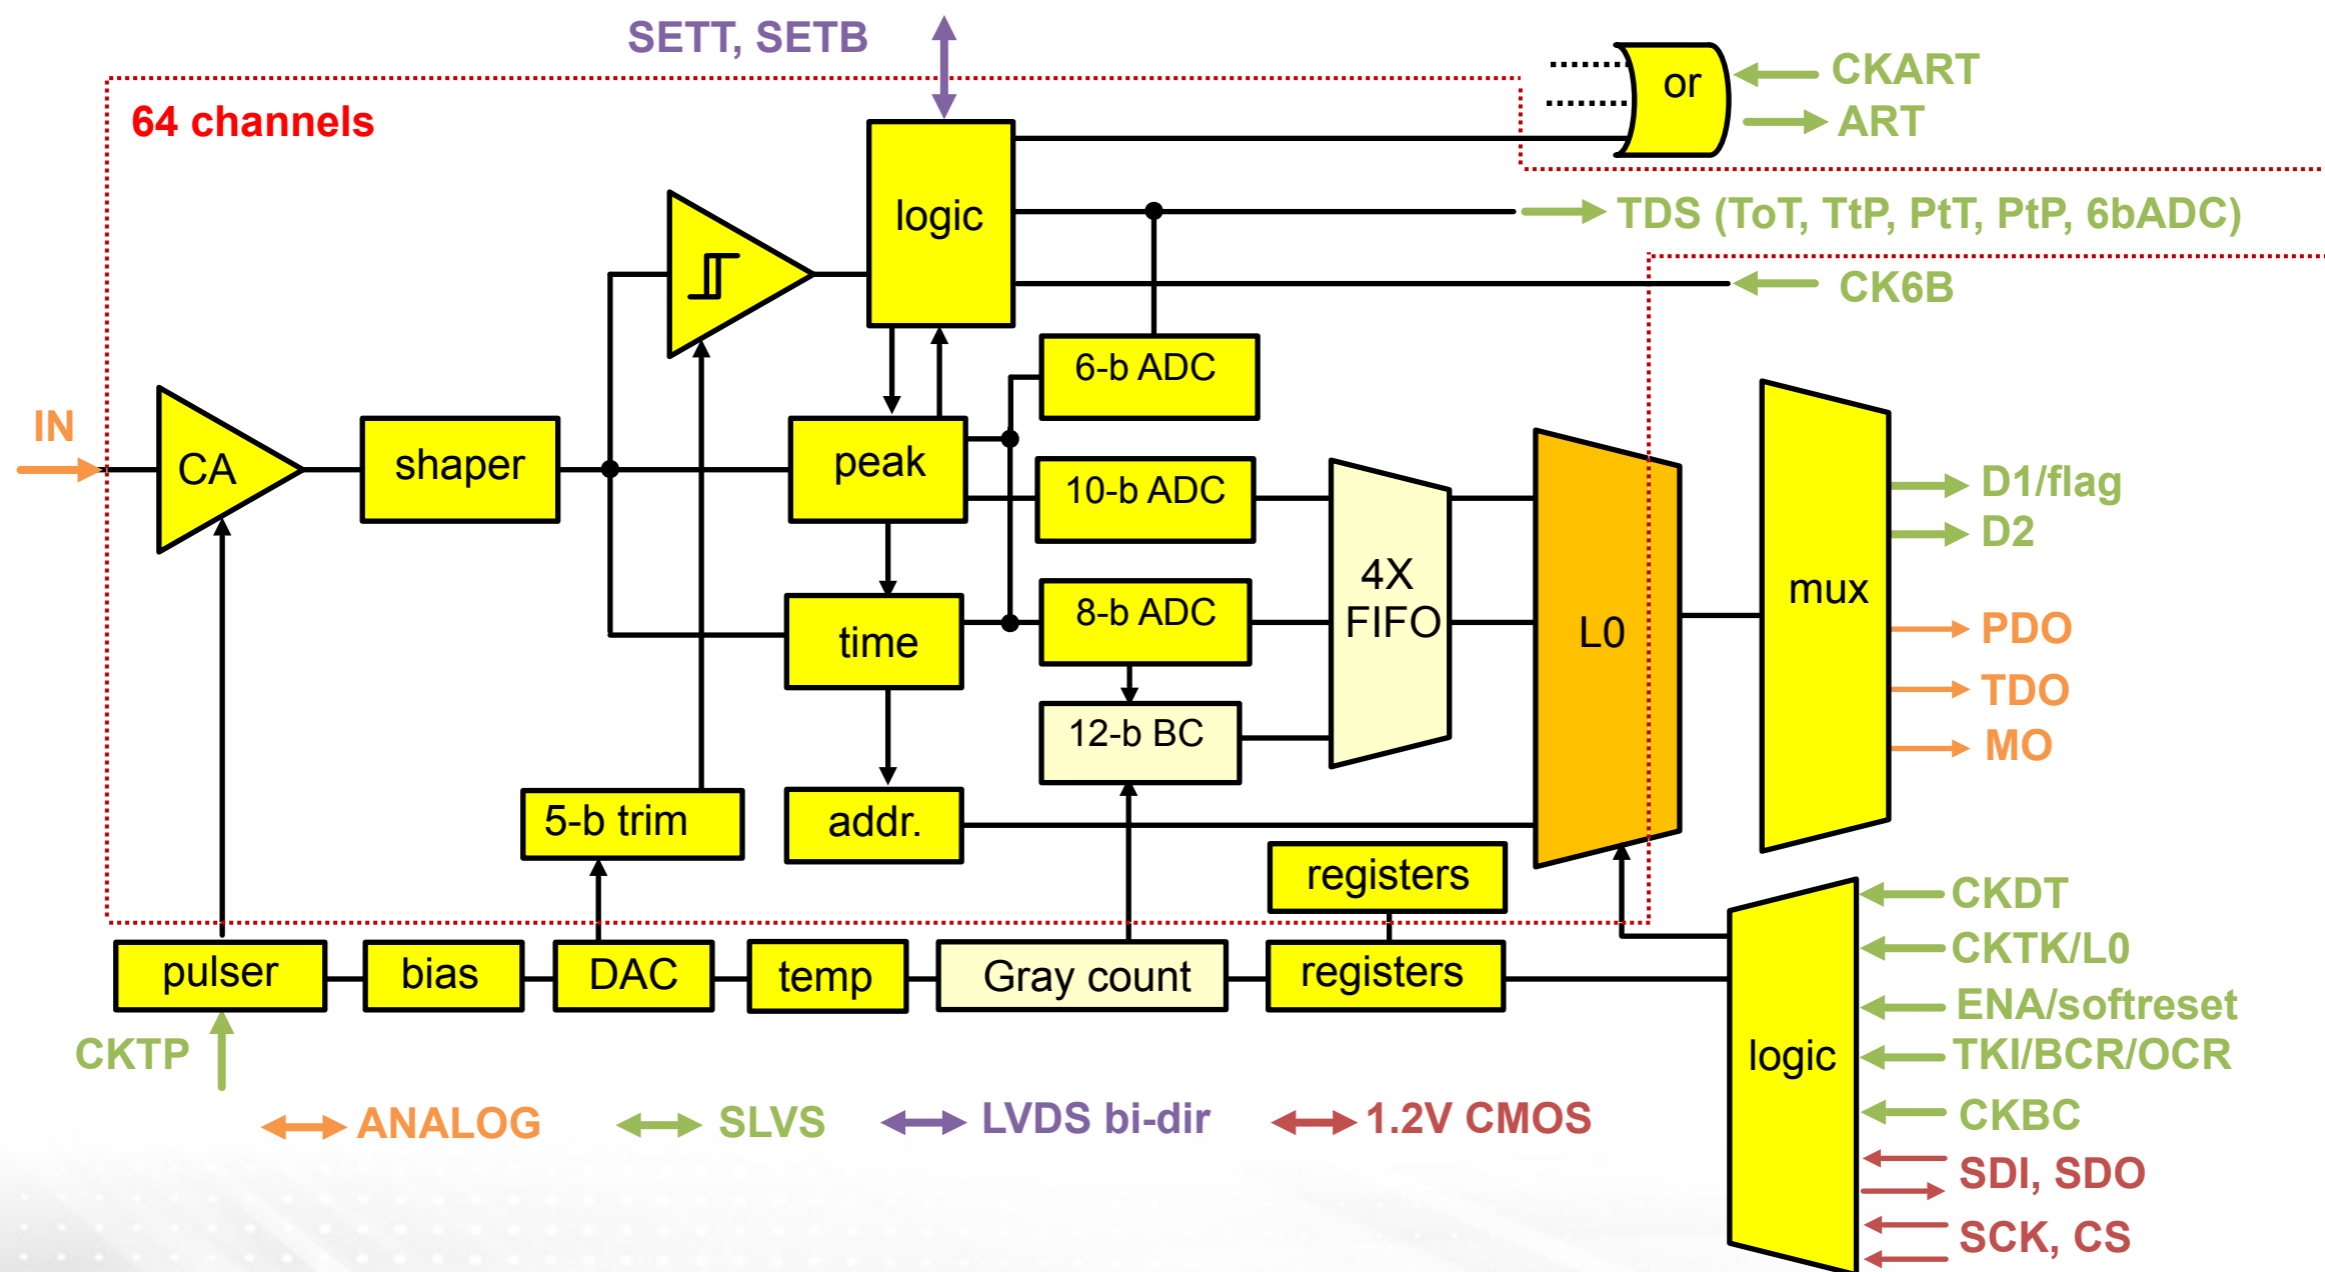 SETT, SETB
64 channels
or
CKART
ART
logic
TDS (ToT, TtP, PtT, PtP, 6bADC)
CK6B
6-b ADC
IN
CA
shaper
peak
10-b ADC
D1/flag
D2
4X
FIFO
mux
8-b ADC
time
L0
PDO
TDO
12-b BC
MO
5-b trim
addr.
registers
CKDT
pulser
bias
DAC
temp
Gray count
registers
CKTK/L0
ENA/softreset
CKTP
logic
TKI/BCR/OCR
ANALOG
SLVS
LVDS bi-dir
1.2V CMOS
CKBC
SDI, SDO
SCK, CS